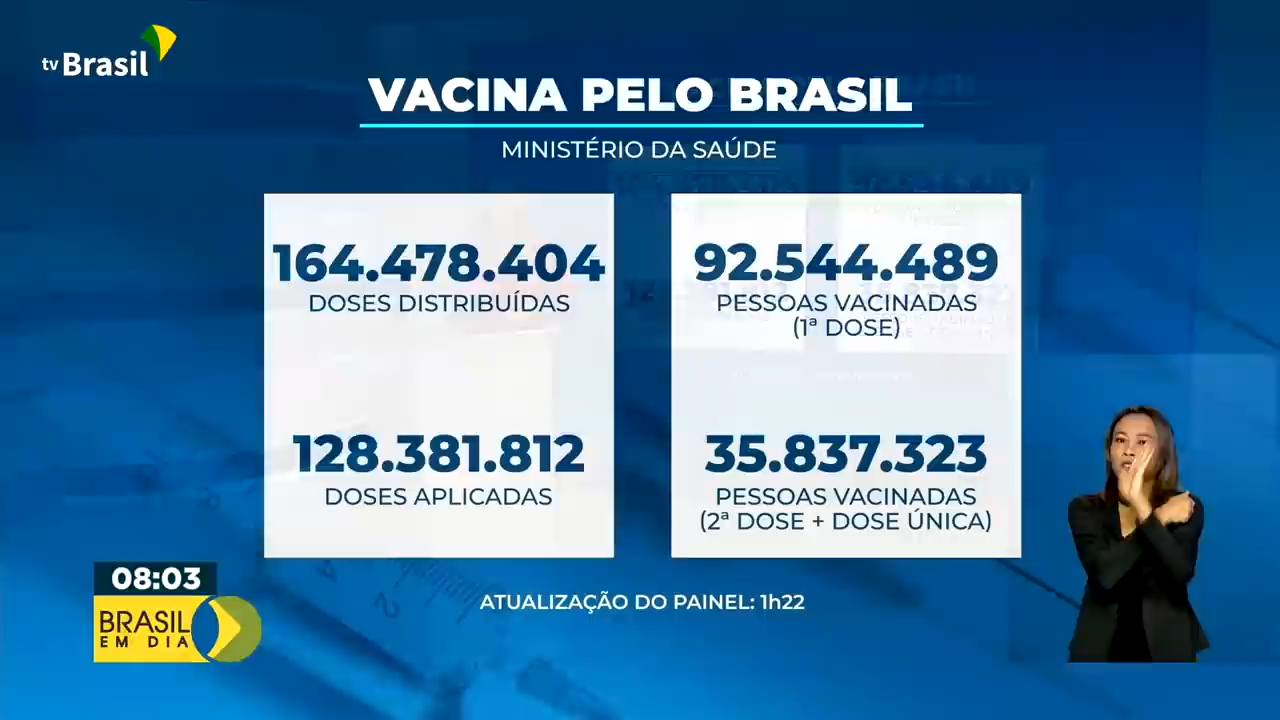 tv Brasil
VACINA PELO BRASIL
MINISTÉRIO DA SAÚDE
164.478.404
DOSES DISTRIBUÍDAS
128.381.812
DOSES APLICADAS
92.544.489
PESSOAS VACINADAS
(1ª DOSE)
35.837.323
PESSOAS VACINADAS
(2ª DOSE + DOSE ÚNICA)
ATUALIZAÇÃO DO PAINEL: 1h22
08:03
BRASIL
EM DIA